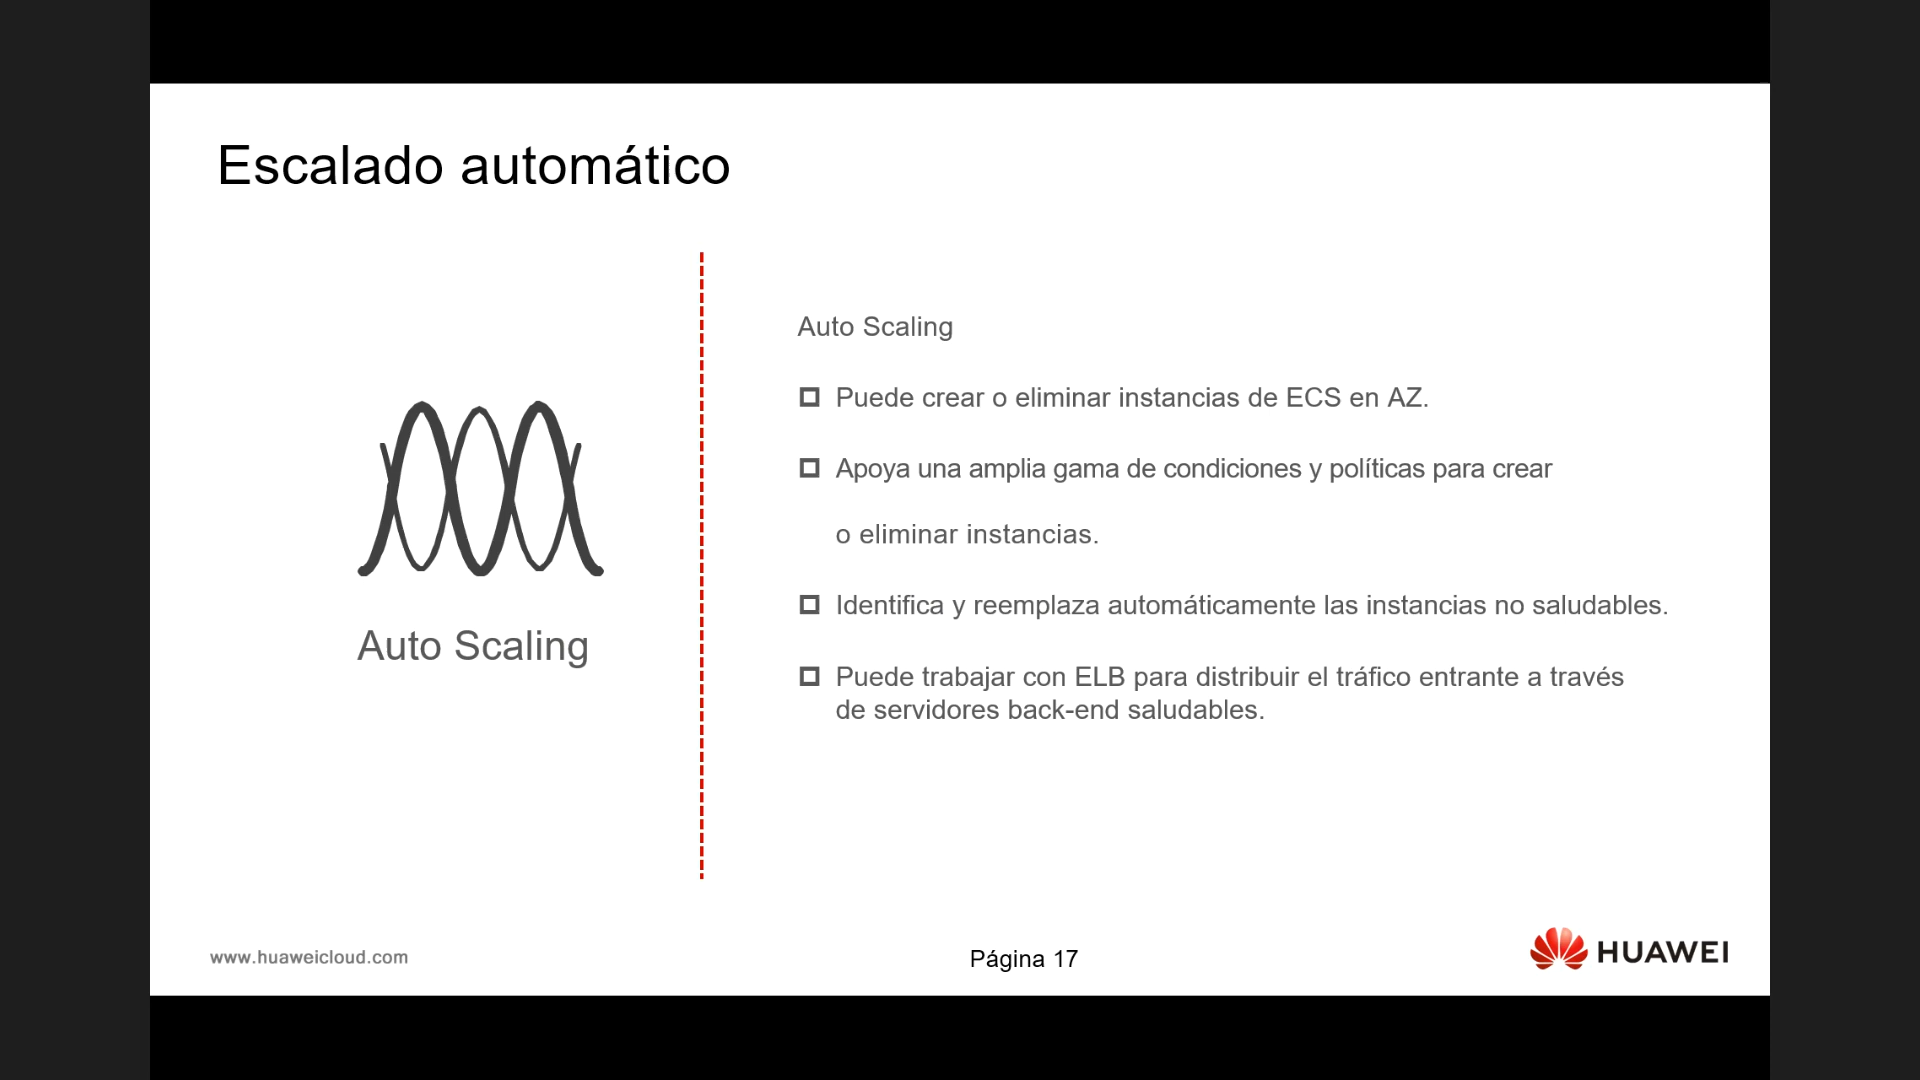 Escalado automático
Auto Scaling
Auto Scaling
Puede crear o eliminar instancias de ECS en AZ.
Apoya una amplia gama de condiciones y políticas para crear
o eliminar instancias.
Identifica y reemplaza automáticamente las instancias no saludables.
Puede trabajar con ELB para distribuir el tráfico entrante a través
de servidores back-end saludables.
www.huaweicloud.com
Página 17
HUAWEI